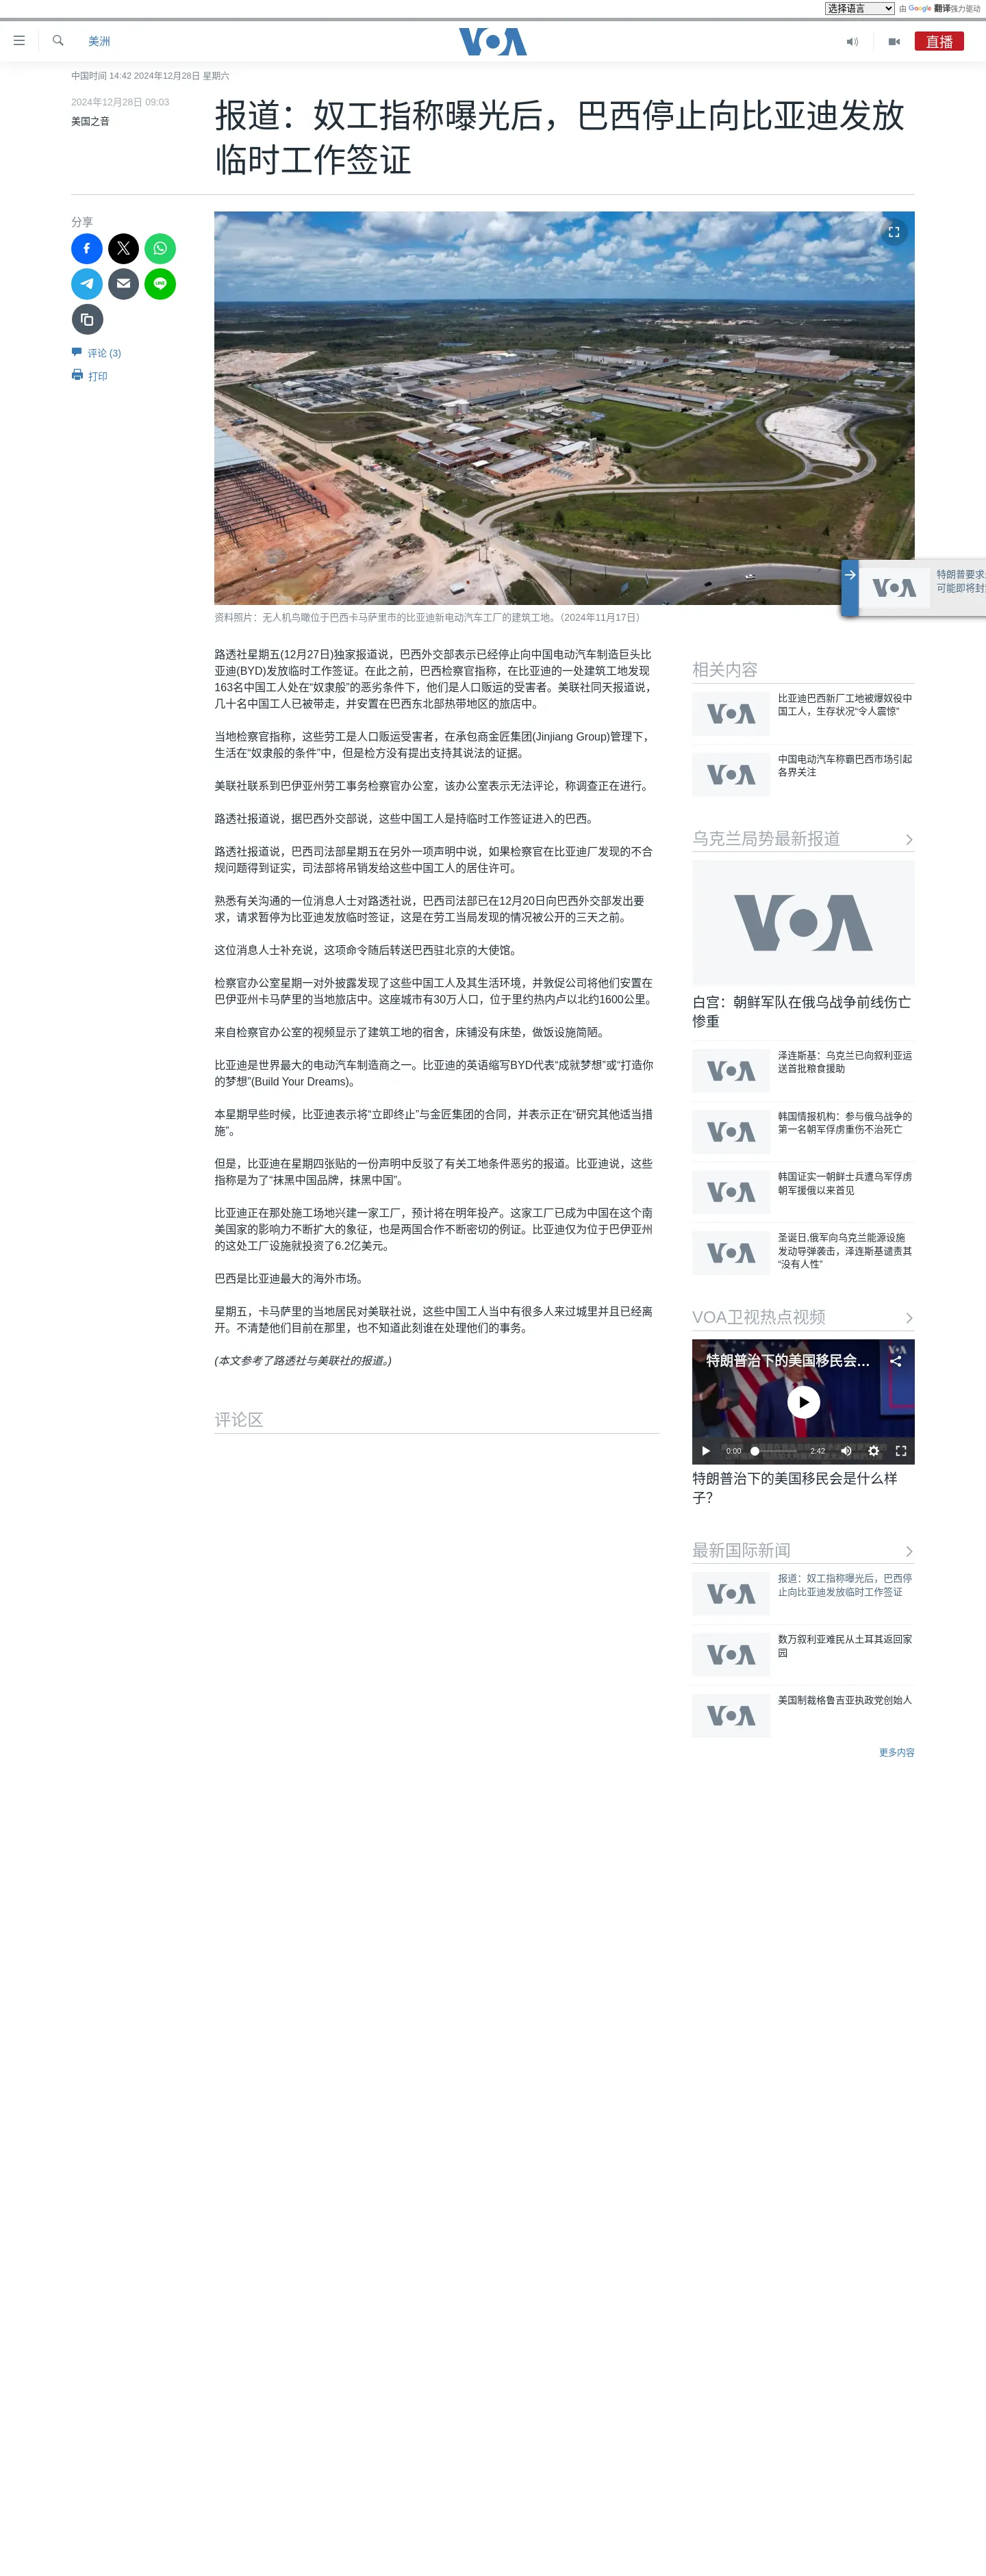 选择语言
由 Google 翻译强力驱动
美洲
VOA
直播
中国时间 14:42 2024年12月28日 星期六
2024年12月28日 09:03
美国之音
报道：奴工指称曝光后，巴西停止向比亚迪发放
临时工作签证
分享
评论 (3)
打印
资料照片：无人机鸟瞰位于巴西卡马萨里市的比亚迪新电动汽车工厂的建筑工地。（2024年11月17日）
VOA
特朗普要求
可能即将封
路透社星期五(12月27日)独家报道说，巴西外交部表示已经停止向中国电动汽车制造巨头比
亚迪(BYD)发放临时工作签证。在此之前，巴西检察官指称，在比亚迪的一处建筑工地发现
163名中国工人处在“奴隶般”的恶劣条件下，他们是人口贩运的受害者。美联社同天报道说，
几十名中国工人已被带走，并安置在巴西东北部热带地区的旅店中。
当地检察官指称，这些劳工是人口贩运受害者，在承包商金匠集团(Jinjiang Group)管理下，
生活在“奴隶般的条件”中，但是检方没有提出支持其说法的证据。
美联社联系到巴伊亚州劳工事务检察官办公室，该办公室表示无法评论，称调查正在进行。
路透社报道说，据巴西外交部说，这些中国工人是持临时工作签证进入的巴西。
路透社报道说，巴西司法部星期五在另外一项声明中说，如果检察官在比亚迪厂发现的不合
规问题得到证实，司法部将吊销发给这些中国工人的居住许可。
熟悉有关沟通的一位消息人士对路透社说，巴西司法部已在12月20日向巴西外交部发出要
求，请求暂停为比亚迪发放临时签证，这是在劳工当局发现的情况被公开的三天之前。
这位消息人士补充说，这项命令随后转送巴西驻北京的大使馆。
检察官办公室星期一对外披露发现了这些中国工人及其生活环境，并敦促公司将他们安置在
巴伊亚州卡马萨里的当地旅店中。这座城市有30万人口，位于里约热内卢以北约1600公里。
来自检察官办公室的视频显示了建筑工地的宿舍，床铺没有床垫，做饭设施简陋。
比亚迪是世界最大的电动汽车制造商之一。比亚迪的英语缩写BYD代表“成就梦想”或“打造你
的梦想”(Build Your Dreams)。
本星期早些时候，比亚迪表示将“立即终止”与金匠集团的合同，并表示正在“研究其他适当措
施”。
但是，比亚迪在星期四张贴的一份声明中反驳了有关工地条件恶劣的报道。比亚迪说，这些
指称是为了“抹黑中国品牌，抹黑中国”。
比亚迪正在那处施工场地兴建一家工厂，预计将在明年投产。这家工厂已成为中国在这个南
美国家的影响力不断扩大的象征，也是两国合作不断密切的例证。比亚迪仅为位于巴伊亚州
的这处工厂设施就投资了6.2亿美元。
巴西是比亚迪最大的海外市场。
星期五，卡马萨里的当地居民对美联社说，这些中国工人当中有很多人来过城里并且已经离
开。不清楚他们目前在那里，也不知道此刻谁在处理他们的事务。
(本文参考了路透社与美联社的报道。)
评论区
相关内容
VOA
比亚迪巴西新厂工地被爆奴役中
国工人，生存状况“令人震惊”
VOA
中国电动汽车称霸巴西市场引起
各界关注
乌克兰局势最新报道
VOA
白宫：朝鲜军队在俄乌战争前线伤亡
惨重
VOA
泽连斯基：乌克兰已向叙利亚运
送首批粮食援助
VOA
韩国情报机构：参与俄乌战争的
第一名朝军俘虏重伤不治死亡
VOA
韩国证实一朝鲜士兵遭乌军俘虏
朝军援俄以来首见
VOA
圣诞日,俄军向乌克兰能源设施
发动导弹袭击，泽连斯基谴责其
“没有人性”
VOA卫视热点视频
特朗普治下的美国移民会...
VOA
0:00
2:42
特朗普治下的美国移民会是什么样
子？
最新国际新闻
VOA
报道：奴工指称曝光后，巴西停
止向比亚迪发放临时工作签证
VOA
数万叙利亚难民从土耳其返回家
园
VOA
美国制裁格鲁吉亚执政党创始人
更多内容